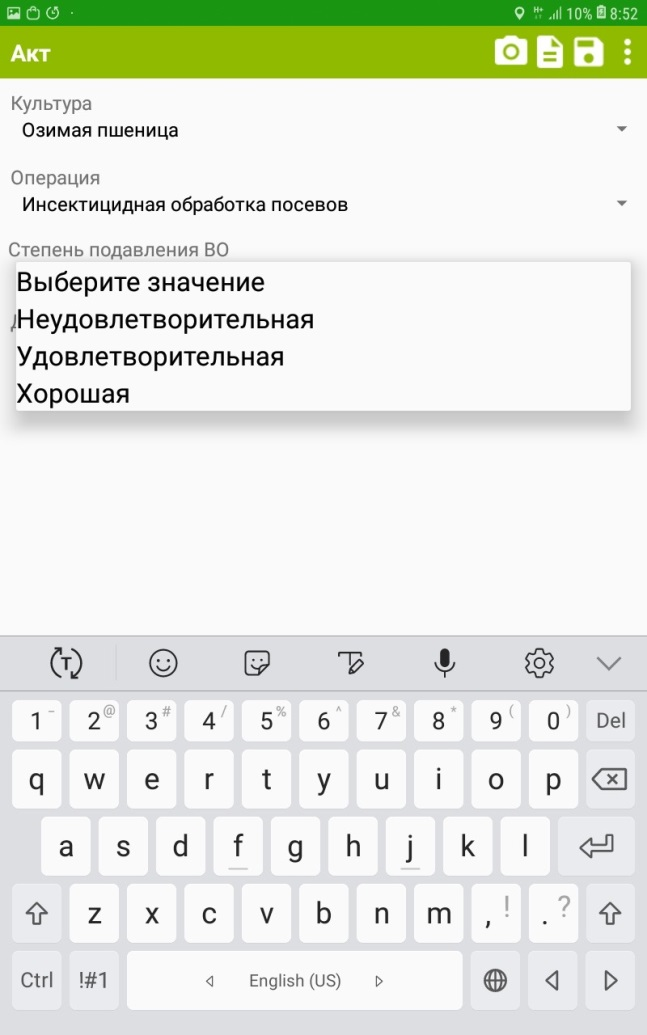 10% 8:52
Акт
Культура
Озимая пшеница
Операция
Инсектицидная обработка посевов
Степень подавления ВО
Выберите значение
Неудовлетворительная
Удовлетворительная
Хорошая
1 - 2 @ 3 # 4 / 5 % 6 ^ 7 & 8 * 9 ( 0 ) Del
q w e r t y u i o p
a s d f g h j k l
z x c v b n m , ! . ?
Ctrl !#1 English (US)